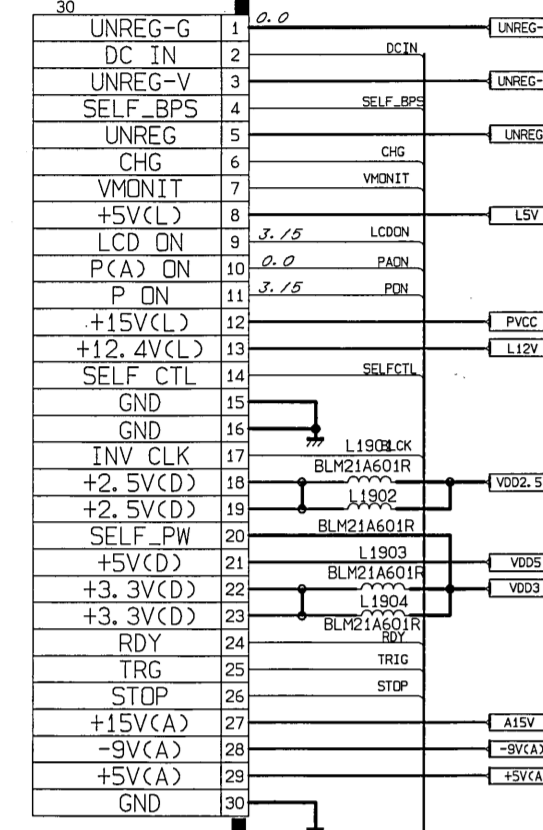 30
UNREG-G 1 0.0 UNREG-
DC IN 2 DCIN
UNREG-V 3 UNREG-
SELF_BPS 4 SELF_BPS
UNREG 5 UNREG
CHG 6 CHG
VMONIT 7 VMONIT
+5V(L) 8 L5V
LCD ON 9 3.15 LCDON
P(A) ON 10 0.0 PAON
P ON 11 3.15 PON
+15V(L) 12 PVCC
+12.4V(L) 13 L12V
SELF CTL 14 SELFCTL
GND 15
GND 16
INV CLK 17 L1901 BLCK
BLM21A601R
+2.5V(D) 18 VDD2.5
L1902
+2.5V(D) 19
BLM21A601R
SELF_PW 20
L1903
+5V(D) 21 VDD5
BLM21A601R
+3.3V(D) 22 VDD3
L1904
+3.3V(D) 23
BLM21A601R
RDY 24 RDY
TRG 25 TRIG
STOP 26 STOP
+15V(A) 27 A15V
-9V(A) 28 -9V(A)
+5V(A) 29 +5V(A
GND 30